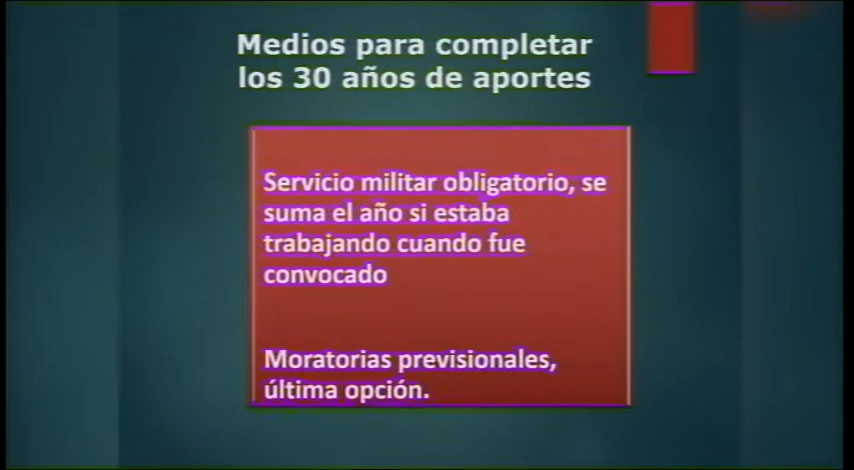 Medios para completar
los 30 años de aportes
Servicio militar obligatorio, se
suma el año si estaba
trabajando cuando fue
convocado
Moratorias previsionales,
última opción.